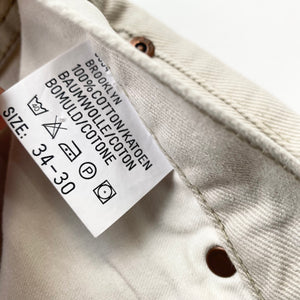 BROOKLYN
100%COTTON/KATOEN
BAUMWOLLE/COTON
BOMULD/COTONE
SIZE: 34-30